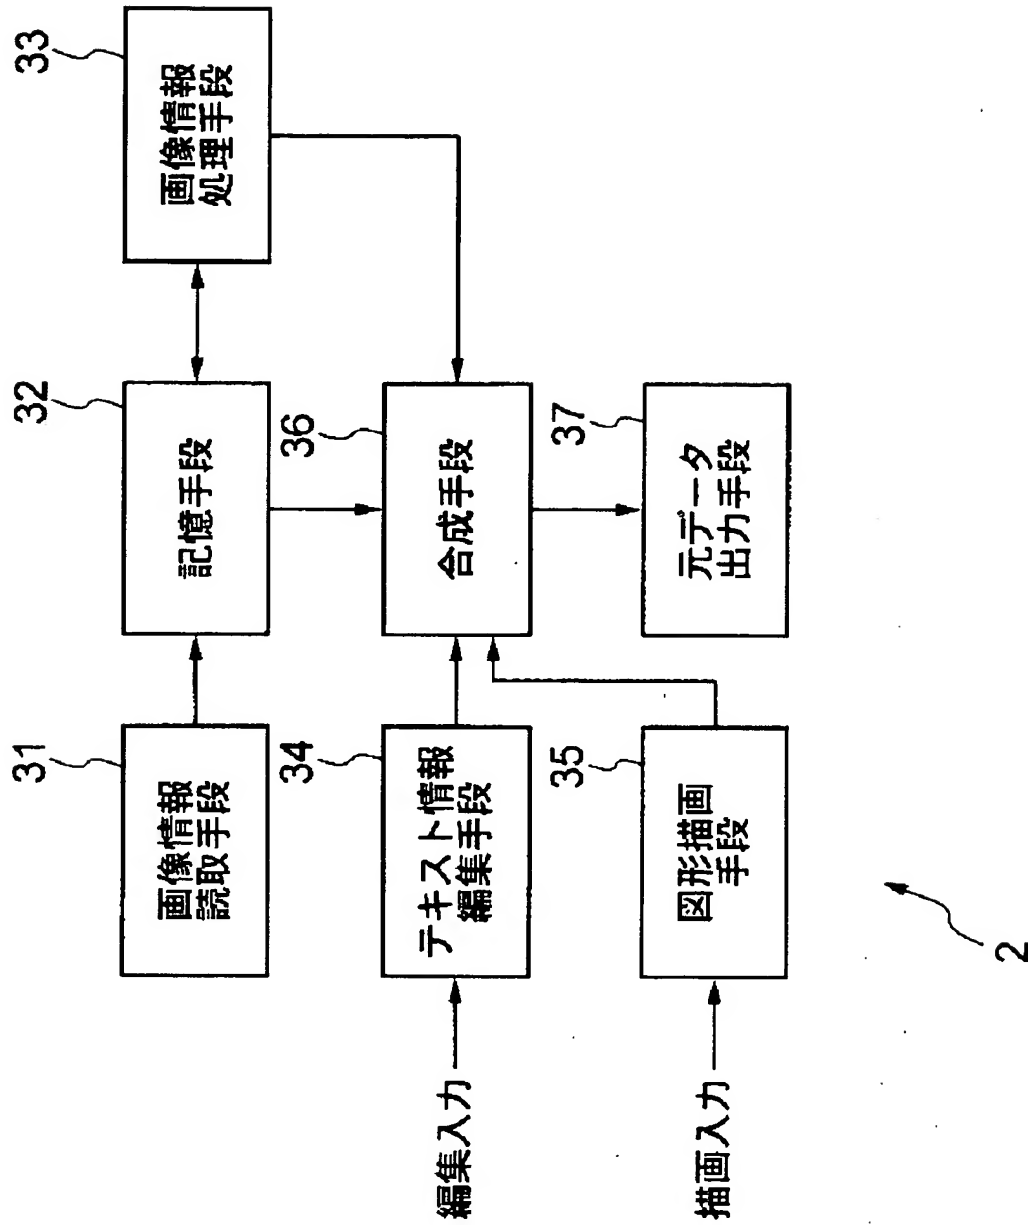 31
画像情報
読取手段
32
記憶手段
33
画像情報
処理手段
編集入力
34
テキスト情報
編集手段
36
合成手段
描画入力
35
図形描画
手段
37
元データ
出力手段
2